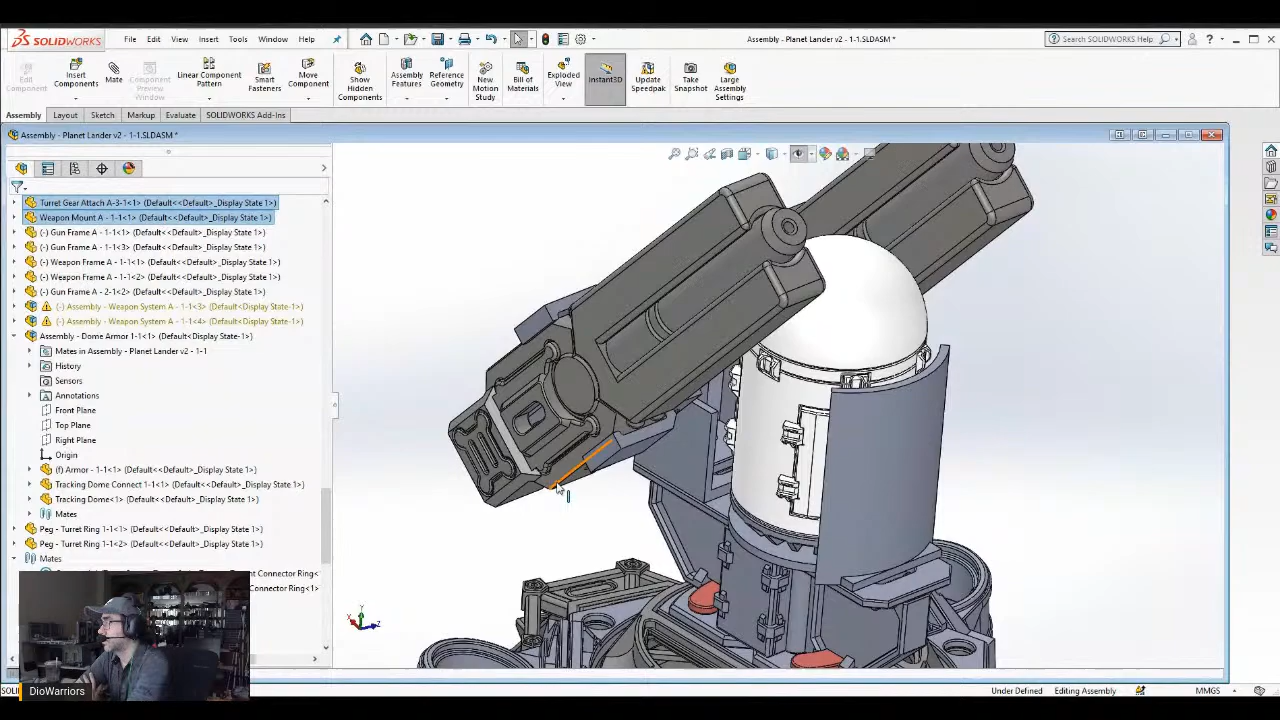 SOLIDWORKS File Edit View Insert Tools Window Help Assembly - Planet Lander v2 - 1-1.SLDASM * Search SOLIDWORKS Help
Edit Component
Insert Components
Mate
Component Preview Window
Linear Component Pattern
Smart Fasteners
Move Component
Show Hidden Components
Assembly Features
Reference Geometry
New Motion Study
Bill of Materials
Exploded View
Instant3D
Update Speedpak
Take Snapshot
Large Assembly Settings
Assembly Layout Sketch Markup Evaluate SOLIDWORKS Add-Ins
Assembly - Planet Lander v2 - 1-1.SLDASM *
Turret Gear Attach A-3-1<1> (Default<<Default>_Display State 1>)
Weapon Mount A - 1-1<1> (Default<<Default>_Display State 1>)
(-) Gun Frame A - 1-1<1> (Default<<Default>_Display State 1>)
(-) Gun Frame A - 1-1<3> (Default<<Default>_Display State 1>)
(-) Weapon Frame A - 1-1<1> (Default<<Default>_Display State 1>)
(-) Weapon Frame A - 1-1<2> (Default<<Default>_Display State 1>)
(-) Gun Frame A - 2-1<2> (Default<<Default>_Display State 1>)
(-) Assembly - Weapon System A - 1-1<3> (Default<Display State-1>)
(-) Assembly - Weapon System A - 1-1<4> (Default<Display State-1>)
Assembly - Dome Armor 1-1<1> (Default<Default_Display State-1>)
Mates in Assembly - Planet Lander v2 - 1-1
History
Sensors
Annotations
Front Plane
Top Plane
Right Plane
Origin
(f) Armor - 1-1<1> (Default<<Default>_Display State 1>)
Tracking Dome Connect 1-1<1> (Default<<Default>_Display State 1>)
Tracking Dome<1> (Default<<Default>_Display State 1>)
Mates
Peg - Turret Ring 1-1<1> (Default<<Default>_Display State 1>)
Peg - Turret Ring 1-1<2> (Default<<Default>_Display State 1>)
Mates
Connector Ring<
Connector Ring<1>
DioWarriors
Under Defined Editing Assembly MMGS